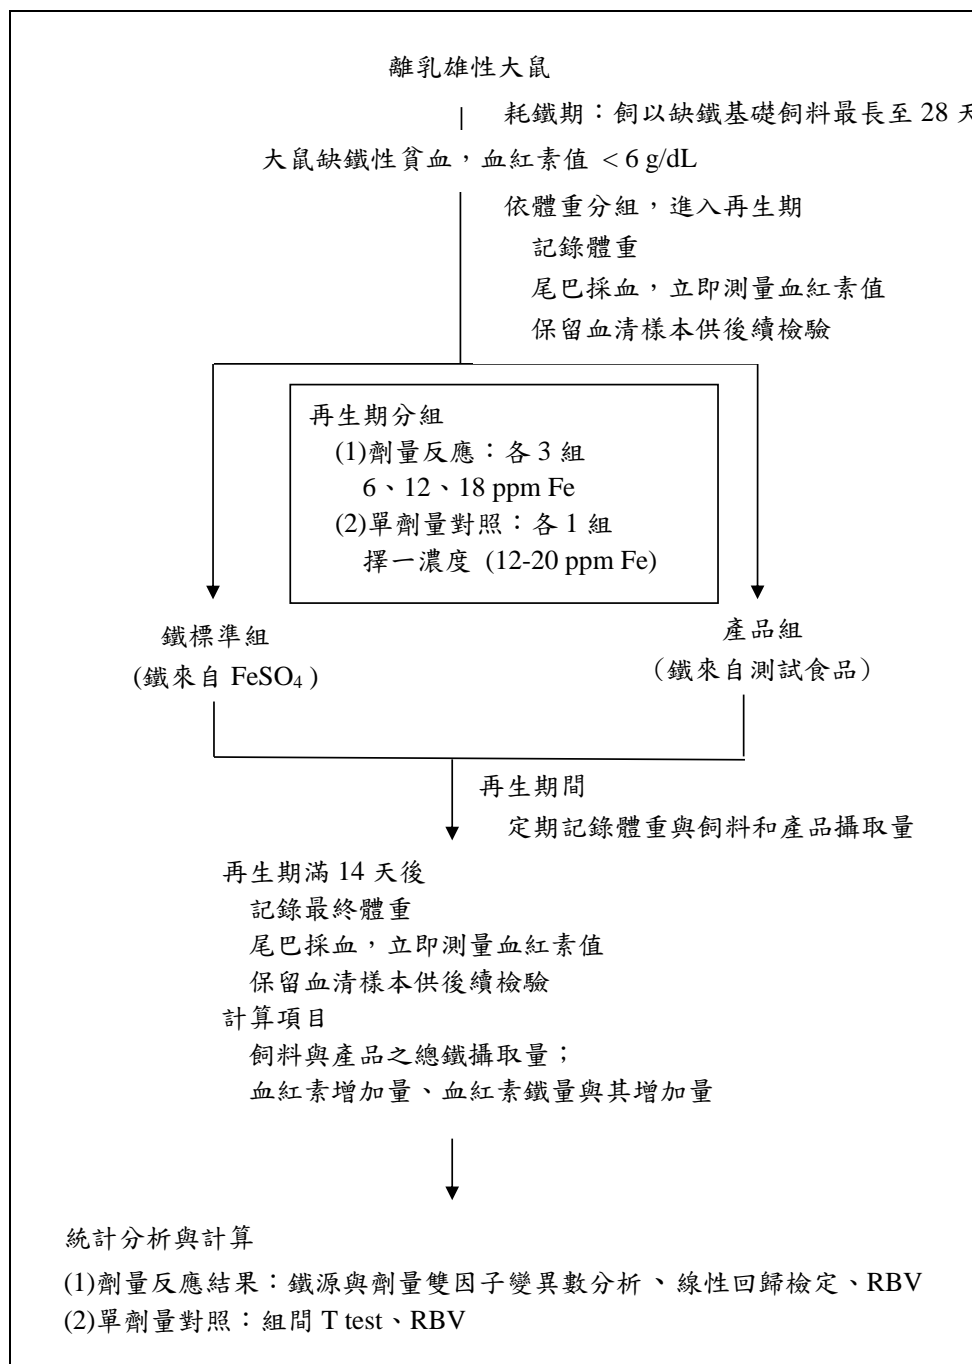 離乳雄性大鼠
耗鐵期：飼以缺鐵基礎飼料最長至 28 天
大鼠缺鐵性貧血，血紅素值 < 6 g/dL
依體重分組，進入再生期
記錄體重
尾巴採血，立即測量血紅素值
保留血清樣本供後續檢驗
再生期分組
(1)劑量反應：各 3 組
6、12、18 ppm Fe
(2)單劑量對照：各 1 組
擇一濃度 (12-20 ppm Fe)
鐵標準組
(鐵來自 FeSO₄ )
產品組
（鐵來自測試食品）
再生期間
定期記錄體重與飼料和產品攝取量
再生期滿 14 天後
記錄最終體重
尾巴採血，立即測量血紅素值
保留血清樣本供後續檢驗
計算項目
飼料與產品之總鐵攝取量；
血紅素增加量、血紅素鐵量與其增加量
統計分析與計算
(1)劑量反應結果：鐵源與劑量雙因子變異數分析、線性回歸檢定、RBV
(2)單劑量對照：組間 T test、RBV